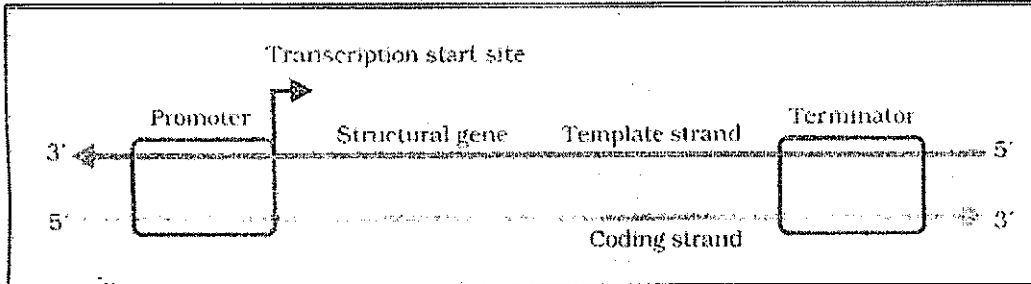 Transcription start site
Promoter
Structural gene
Template strand
Terminator
3'
5'
5'
3'
Coding strand